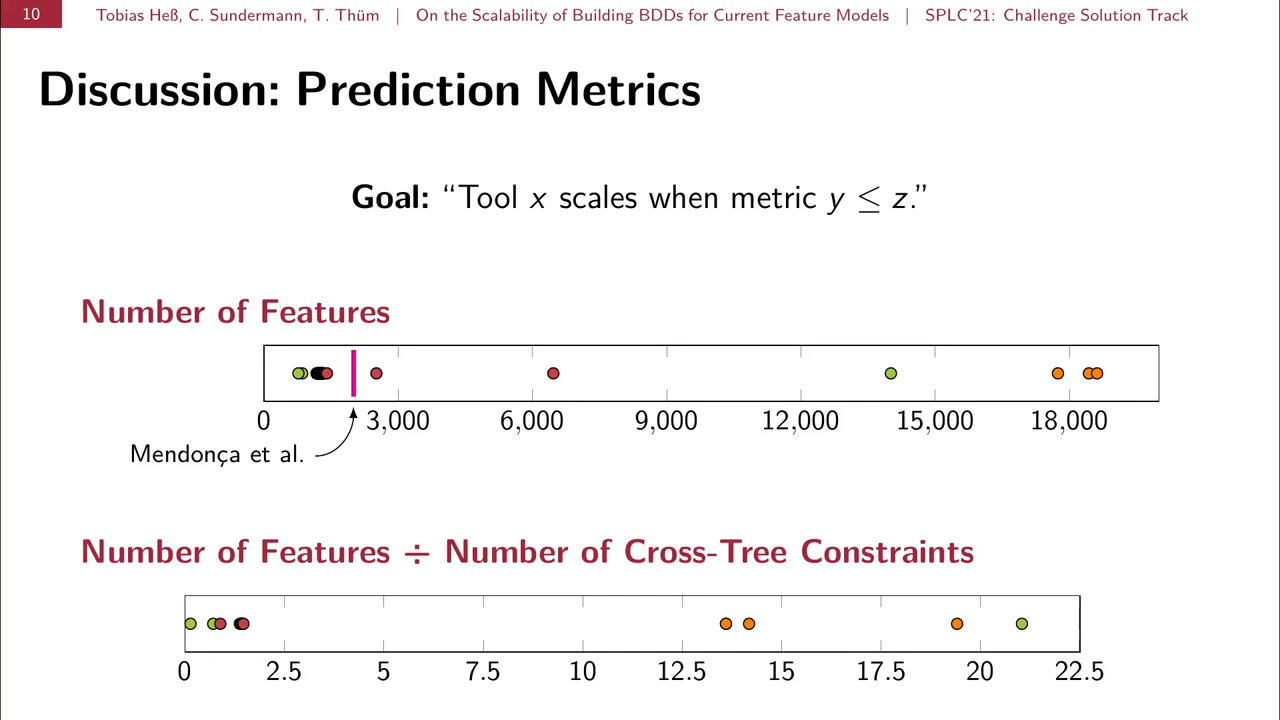 10
Tobias Heß, C. Sundermann, T. Thüm | On the Scalability of Building BDDs for Current Feature Models | SPLC'21: Challenge Solution Track
Discussion: Prediction Metrics
Goal: “Tool x scales when metric y ≤ z.”
Number of Features
0 3,000 6,000 9,000 12,000 15,000 18,000
Mendonça et al.
Number of Features ÷ Number of Cross-Tree Constraints
0 2.5 5 7.5 10 12.5 15 17.5 20 22.5